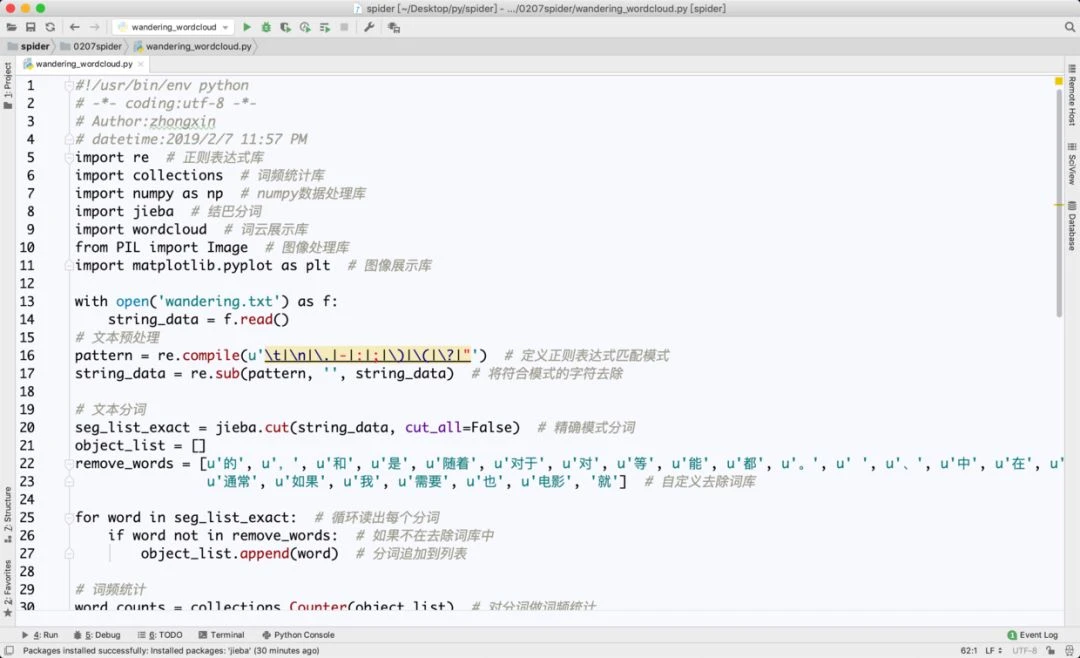 spider [~/Desktop/py/spider] - .../0207spider/wandering_wordcloud.py [spider]
wandering_wordcloud
spider 0207spider wandering_wordcloud.py
wandering_wordcloud.py
1: Project
Remote Host
SciView
Database
1 #!/usr/bin/env python
2 # -*- coding:utf-8 -*-
3 # Author:zhongxin
4 # datetime:2019/2/7 11:57 PM
5 import re # 正则表达式库
6 import collections # 词频统计库
7 import numpy as np # numpy数据处理库
8 import jieba # 结巴分词
9 import wordcloud # 词云展示库
10 from PIL import Image # 图像处理库
11 import matplotlib.pyplot as plt # 图像展示库
12
13 with open('wandering.txt') as f:
14 string_data = f.read()
15 # 文本预处理
16 pattern = re.compile(u'\t|\n|\.|-|:|;|\)|\(|\?|"') # 定义正则表达式匹配模式
17 string_data = re.sub(pattern, '', string_data) # 将符合模式的字符去除
18
19 # 文本分词
20 seg_list_exact = jieba.cut(string_data, cut_all=False) # 精确模式分词
21 object_list = []
22 remove_words = [u'的', u'，', u'和', u'是', u'随着', u'对于', u'对', u'等', u'能', u'都', u'。', u' ', u'、', u'中', u'在', u'
23 u'通常', u'如果', u'我', u'需要', u'也', u'电影', '就'] # 自定义去除词库
24
25 for word in seg_list_exact: # 循环读出每个分词
26 if word not in remove_words: # 如果不在去除词库中
27 object_list.append(word) # 分词追加到列表
28
29 # 词频统计
30 word_counts = collections.Counter(object_list) # 对分词做词频统计
7: Structure
2: Favorites
4: Run 5: Debug 6: TODO Terminal Python Console 1 Event Log
Packages installed successfully: Installed packages: 'jieba' (30 minutes ago) 62:1 LF UTF-8